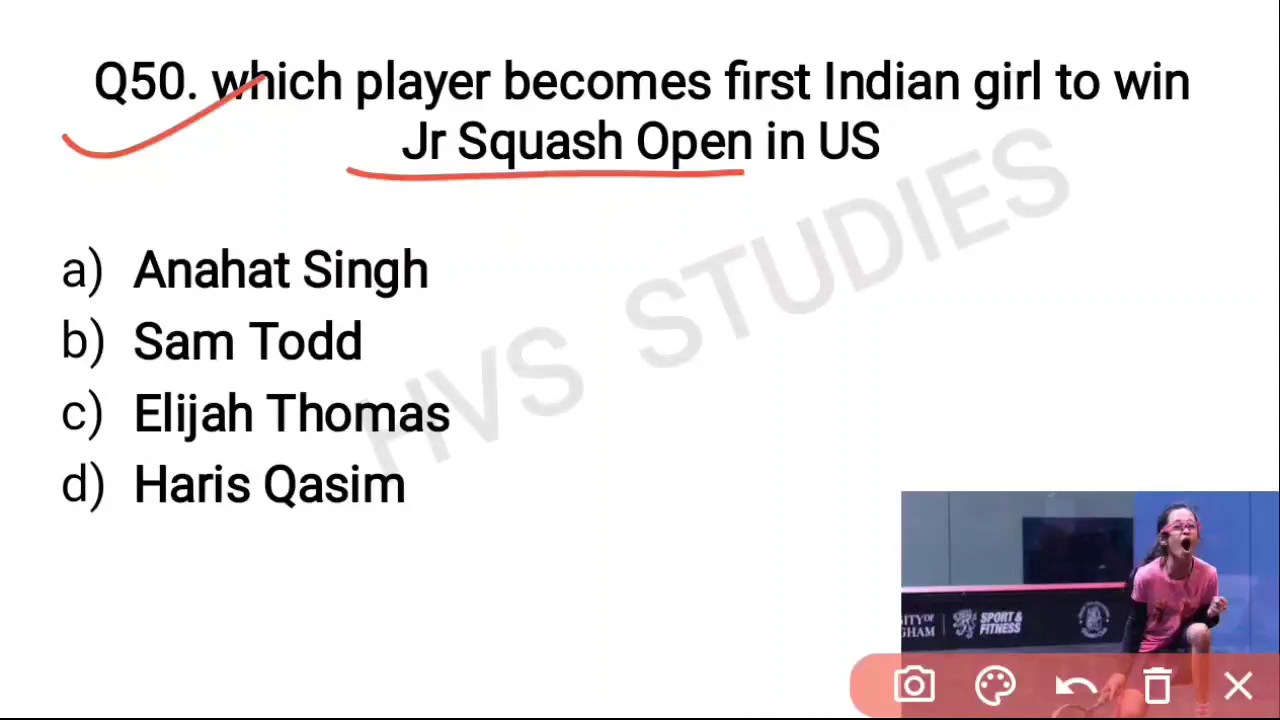 Q50. which player becomes first Indian girl to win
Jr Squash Open in US
HVS STUDIES
a) Anahat Singh
b) Sam Todd
c) Elijah Thomas
d) Haris Qasim
SPORT &
FITNESS